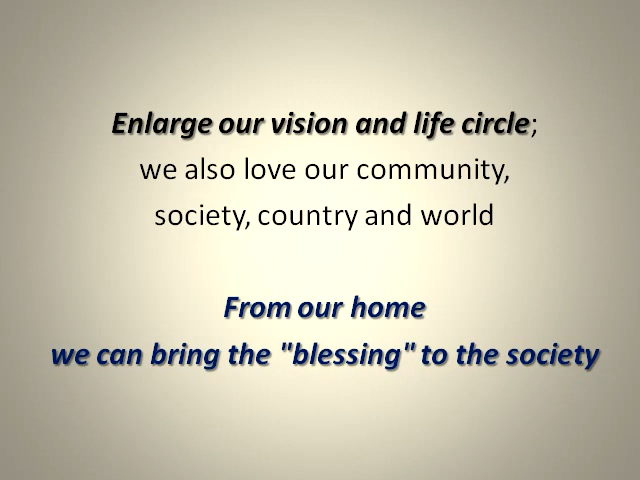 Enlarge our vision and life circle;
we also love our community,
society, country and world
From our home
we can bring the "blessing" to the society